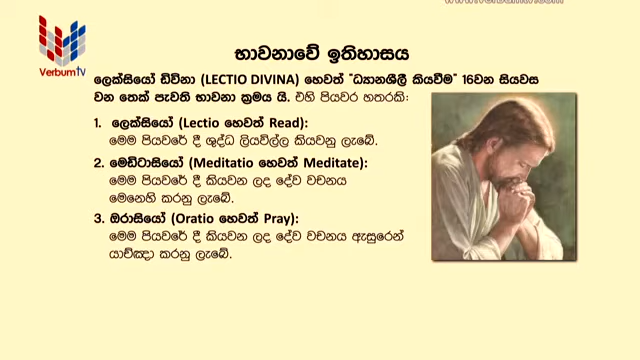 භාවනාවේ ඉතිහාසය
Verbum TV
ලෙක්සියෝ ඩිවිනා (LECTIO DIVINA) හෙවත් "ධ්‍යානශීලී කියවීම" 16වන සියවස
වන තෙක් පැවති භාවනා ක්‍රමය යි. එහි පියවර හතරකි:
1. ලෙක්සියෝ (Lectio හෙවත් Read):
මෙම පියවරේ දී ශුද්ධ ලියවිල්ල කියවනු ලැබේ.
2. මෙඩිටාසියෝ (Meditatio හෙවත් Meditate):
මෙම පියවරේ දී කියවන ලද දේව වචනය
මෙනෙහි කරනු ලැබේ.
3. ඔරාසියෝ (Oratio හෙවත් Pray):
මෙම පියවරේ දී කියවන ලද දේව වචනය ඇසුරෙන්
යාච්ඤා කරනු ලැබේ.